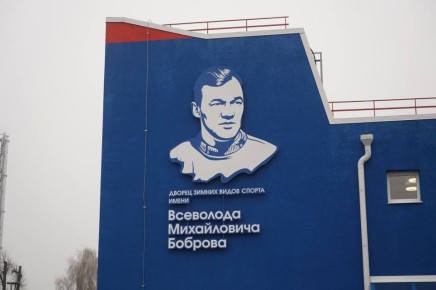 ДВОРЕЦ ЗИМНИХ ВИДОВ СПОРТА
ИМЕНИ
Всеволода
Михайловича
Боброва